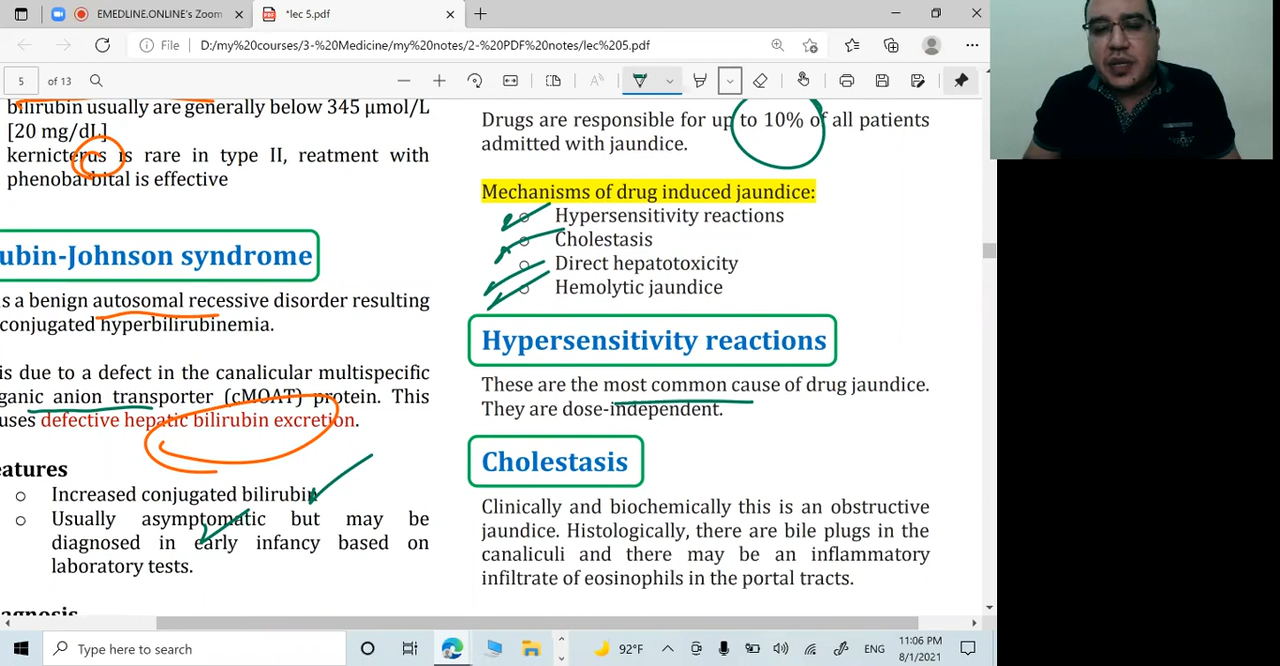 EMEDLINE.ONLINE's Zoom
*lec 5.pdf
File
D:/my%20courses/3-%20Medicine/my%20notes/2-%20PDF%20notes/lec%205.pdf
5
of 13
bilirubin usually are generally below 345 µmol/L
[20 mg/dL]
kernicterus is rare in type II, reatment with
phenobarbital is effective
ubin-Johnson syndrome
is a benign autosomal recessive disorder resulting
conjugated hyperbilirubinemia.
is due to a defect in the canalicular multispecific
ganic anion transporter (cMOAT) protein. This
uses defective hepatic bilirubin excretion.
eatures
Increased conjugated bilirubin
Usually asymptomatic but may be
diagnosed in early infancy based on
laboratory tests.
iagnosis
Drugs are responsible for up to 10% of all patients
admitted with jaundice.
Mechanisms of drug induced jaundice:
Hypersensitivity reactions
Cholestasis
Direct hepatotoxicity
Hemolytic jaundice
Hypersensitivity reactions
These are the most common cause of drug jaundice.
They are dose-independent.
Cholestasis
Clinically and biochemically this is an obstructive
jaundice. Histologically, there are bile plugs in the
canaliculi and there may be an inflammatory
infiltrate of eosinophils in the portal tracts.
Type here to search
92°F
ENG
11:06 PM
8/1/2021